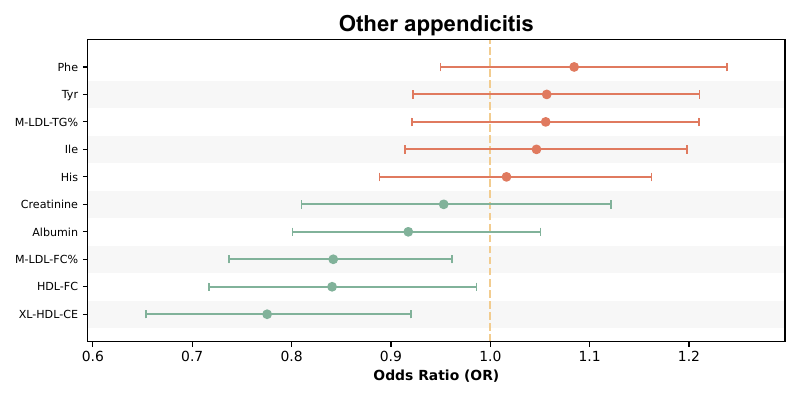 Other appendicitis
Phe
Tyr
M-LDL-TG%
Ile
His
Creatinine
Albumin
M-LDL-FC%
HDL-FC
XL-HDL-CE
0.6 0.7 0.8 0.9 1.0 1.1 1.2
Odds Ratio (OR)